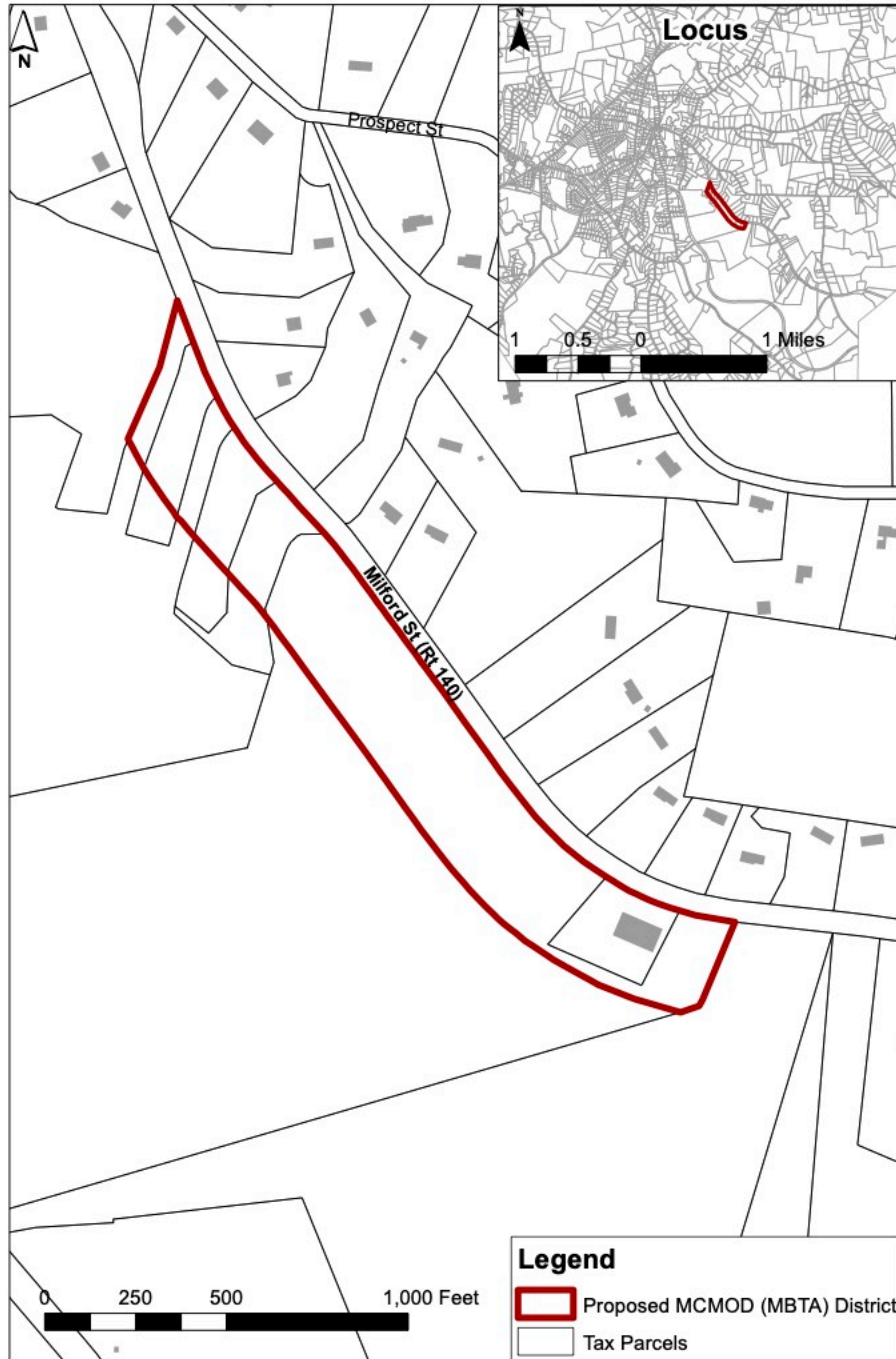 N
Prospect St
Milford St (Rt 140)
N
Locus
1 0.5 0 1 Miles
0 250 500 1,000 Feet
Legend
Proposed MCMOD (MBTA) District
Tax Parcels